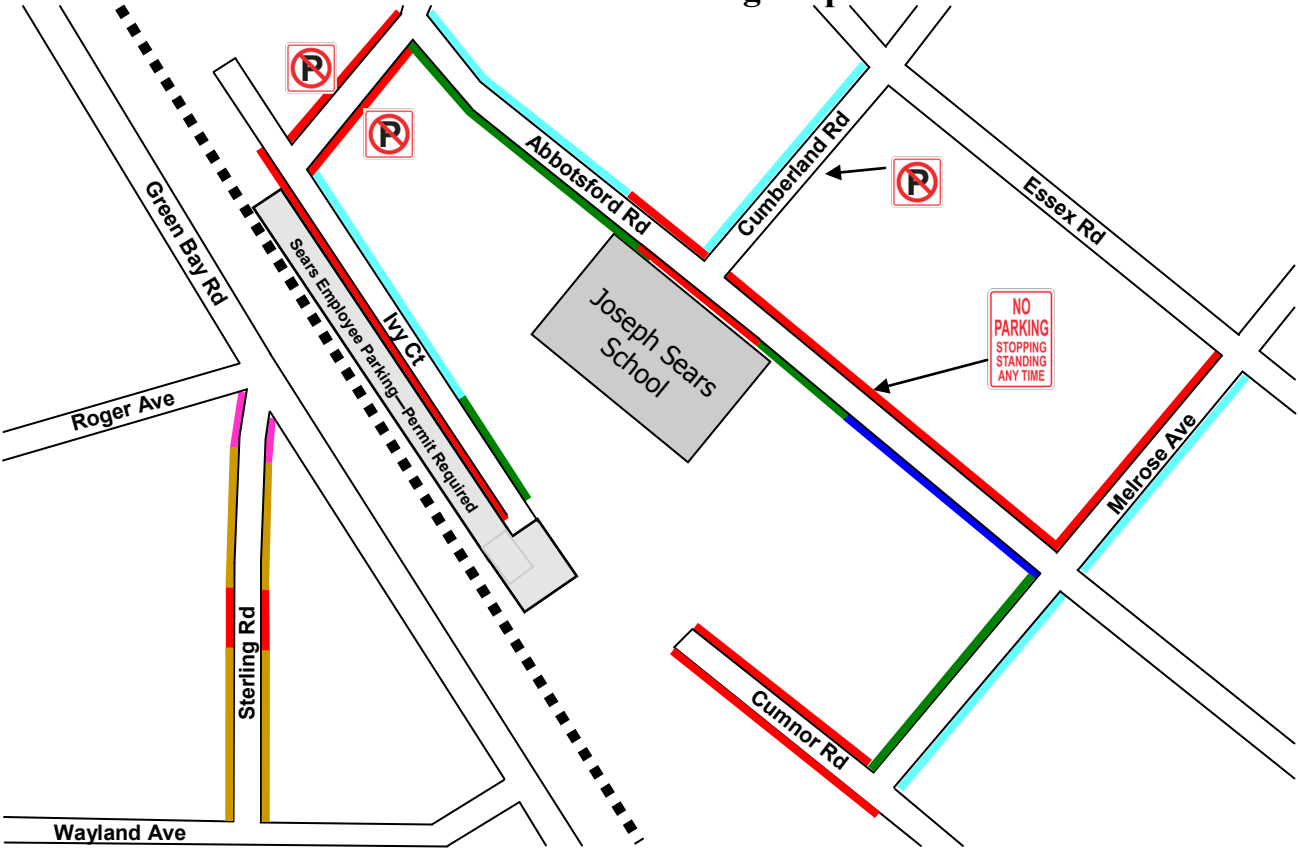 P
P
Abbotsford Rd
Cumberland Rd
P
Essex Rd
Green Bay Rd
Sears Employee Parking—Permit Required
Ivy Ct
Joseph Sears
School
NO
PARKING
STOPPING
STANDING
ANY TIME
Roger Ave
Melrose Ave
Sterling Rd
Cumnor Rd
Wayland Ave